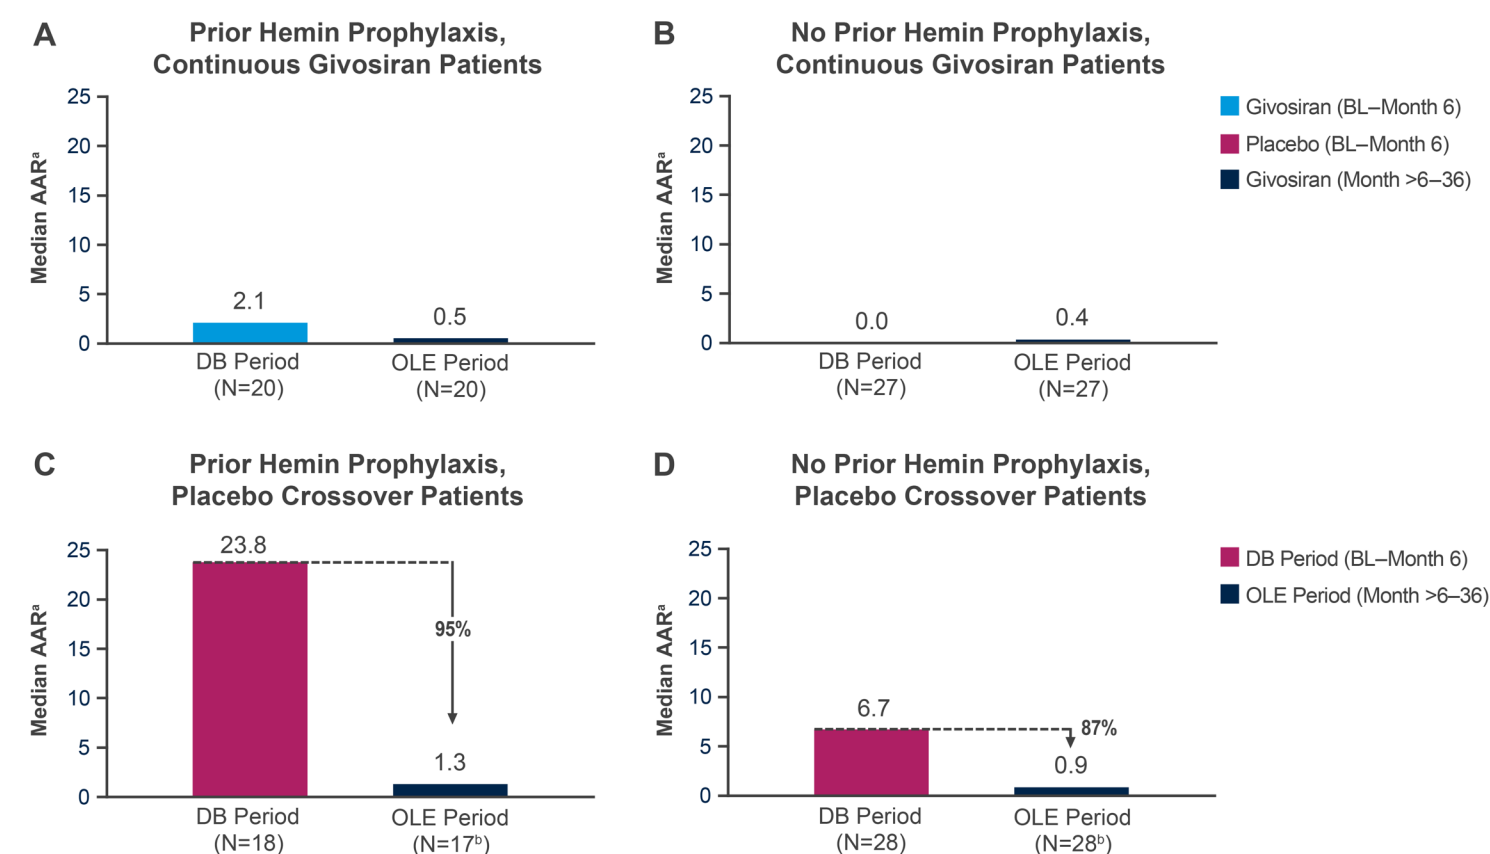 A
Prior Hemin Prophylaxis,
Continuous Givosiran Patients
25
20
15
10
5
0
Median AARᵃ
2.1
0.5
DB Period
(N=20)
OLE Period
(N=20)
B
No Prior Hemin Prophylaxis,
Continuous Givosiran Patients
25
20
15
10
5
0
Median AARᵃ
0.0
0.4
DB Period
(N=27)
OLE Period
(N=27)
Givosiran (BL–Month 6)
Placebo (BL–Month 6)
Givosiran (Month >6–36)
C
Prior Hemin Prophylaxis,
Placebo Crossover Patients
25
20
15
10
5
0
Median AARᵃ
23.8
95%
1.3
DB Period
(N=18)
OLE Period
(N=17ᵇ)
D
No Prior Hemin Prophylaxis,
Placebo Crossover Patients
25
20
15
10
5
0
Median AARᵃ
6.7
87%
0.9
DB Period
(N=28)
OLE Period
(N=28ᵇ)
DB Period (BL–Month 6)
OLE Period (Month >6–36)